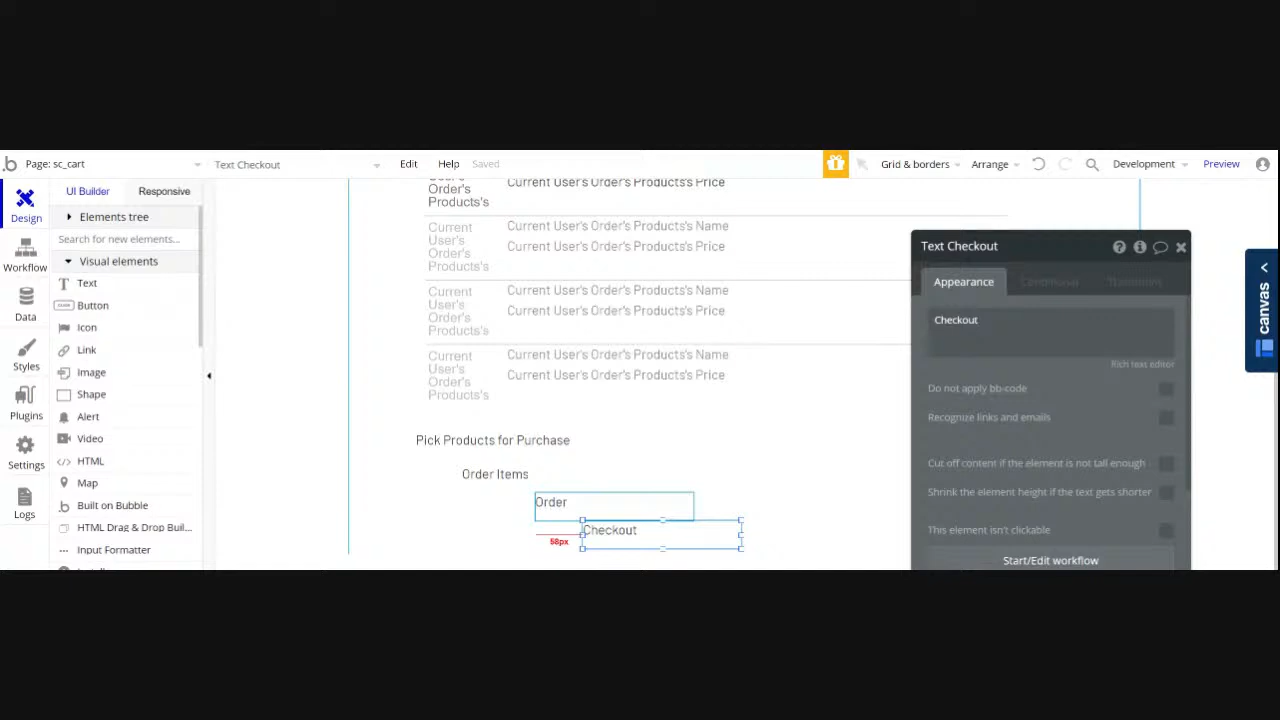 .b Page: sc_cart Text Checkout Edit Help Saved Grid & borders Arrange Development Preview
Design
Workflow
Data
Styles
Plugins
Settings
Logs
UI Builder Responsive
Elements tree
Search for new elements...
Visual elements
Text
Button
Icon
Link
Image
Shape
Alert
Video
HTML
Map
Built on Bubble
HTML Drag & Drop Buil...
Input Formatter
Order's
Products's
Current User's Order's Products's Price
Current
User's
Order's
Products's
Current User's Order's Products's Name
Current User's Order's Products's Price
Current
User's
Order's
Products's
Current User's Order's Products's Name
Current User's Order's Products's Price
Current
User's
Order's
Products's
Current User's Order's Products's Name
Current User's Order's Products's Price
Pick Products for Purchase
Order Items
Order
Checkout
58px
Text Checkout
Appearance Conditional Transitions
Checkout
Rich text editor
Do not apply bb-code
Recognize links and emails
Cut off content if the element is not tall enough
Shrink the element height if the text gets shorter
This element isn't clickable
Start/Edit workflow
canvas